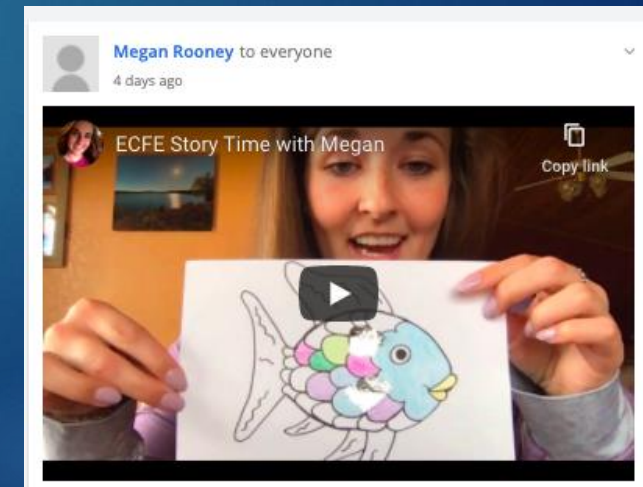 Megan Rooney to everyone
4 days ago
ECFE Story Time with Megan
Copy link